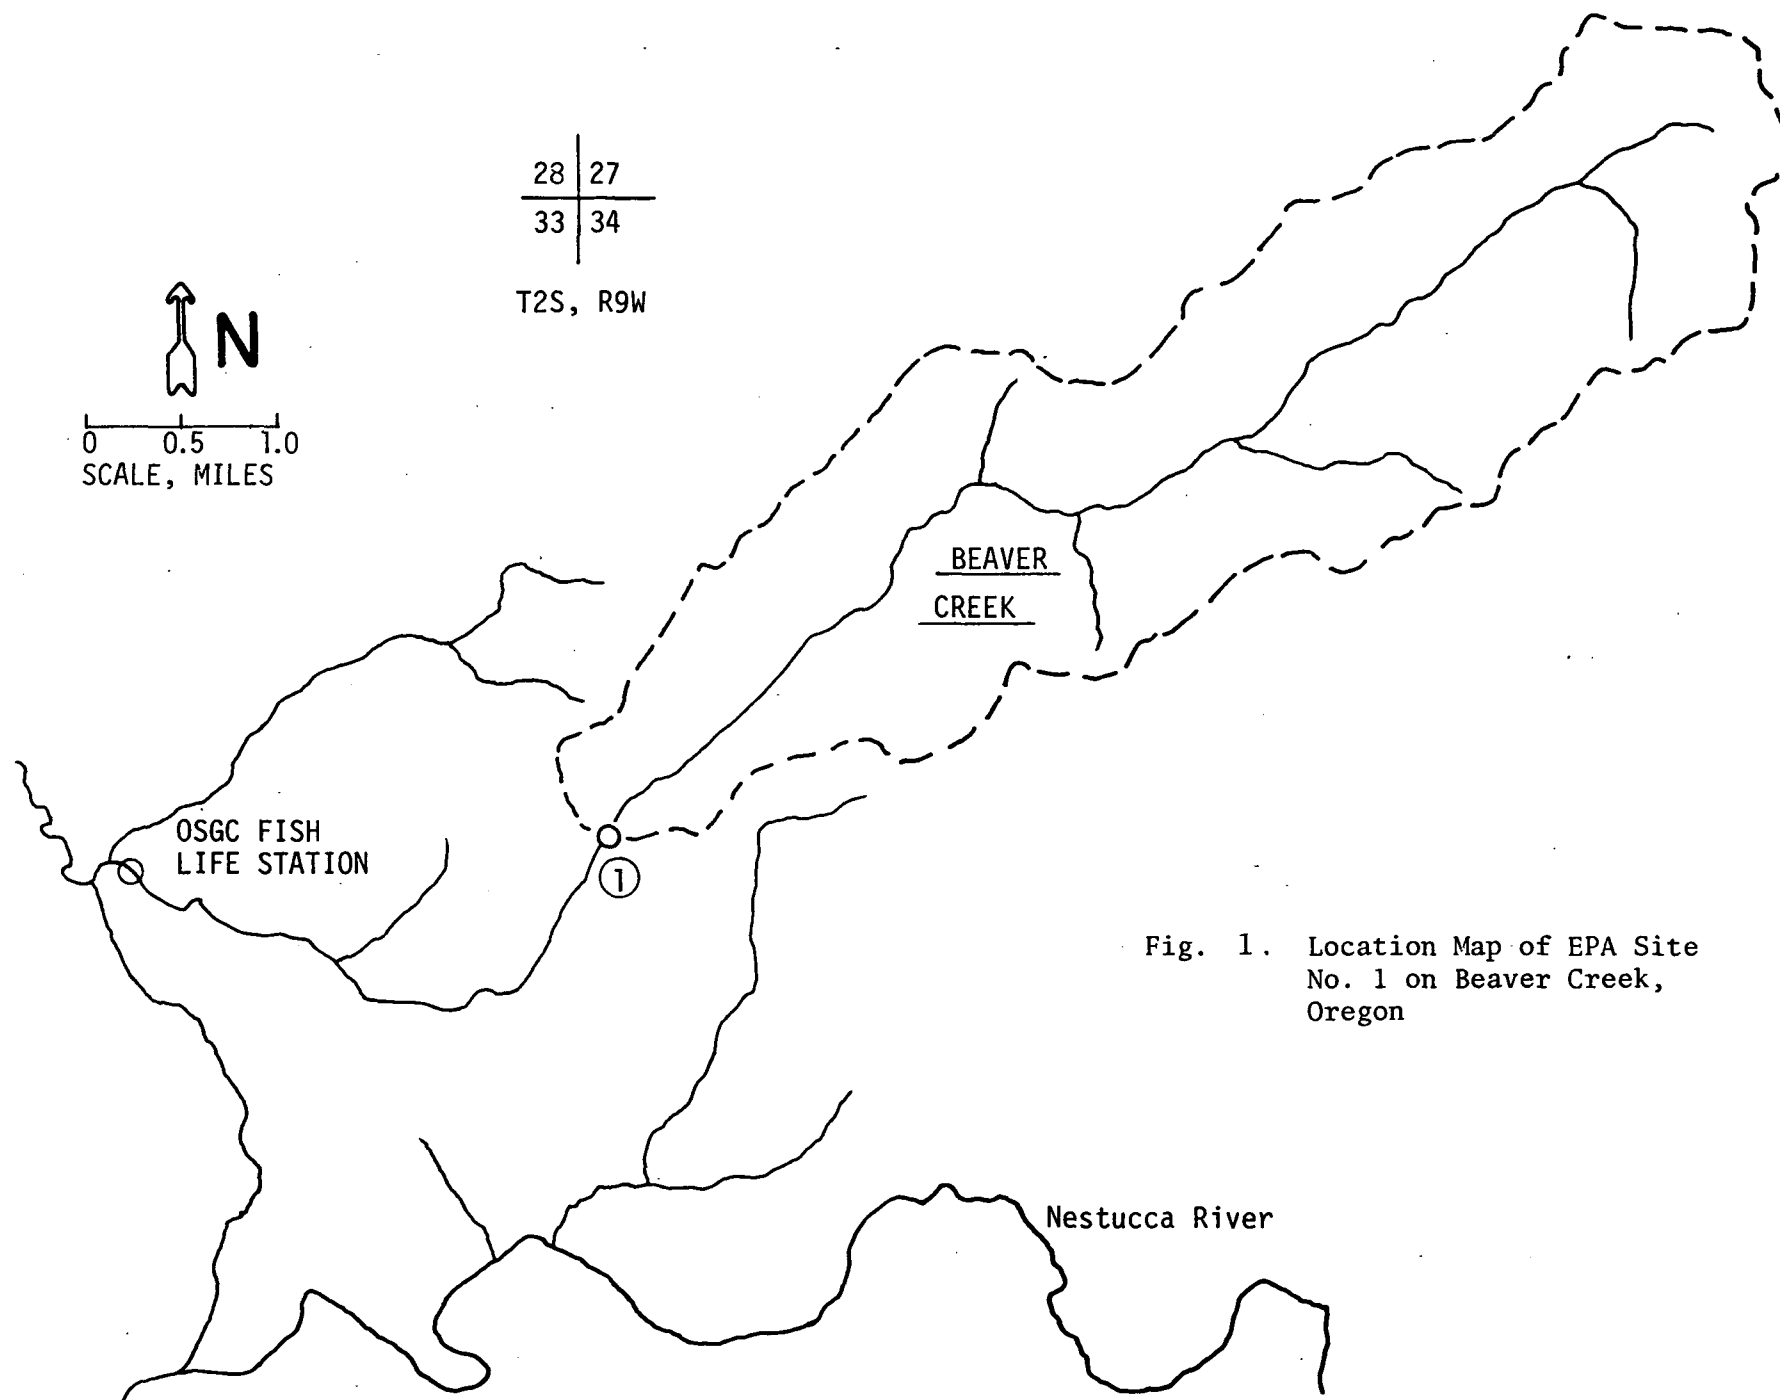 28 27
33 34
T2S, R9W
N
0 0.5 1.0
SCALE, MILES
BEAVER
CREEK
OSGC FISH
LIFE STATION
1
Fig. 1. Location Map of EPA Site
No. 1 on Beaver Creek,
Oregon
Nestucca River